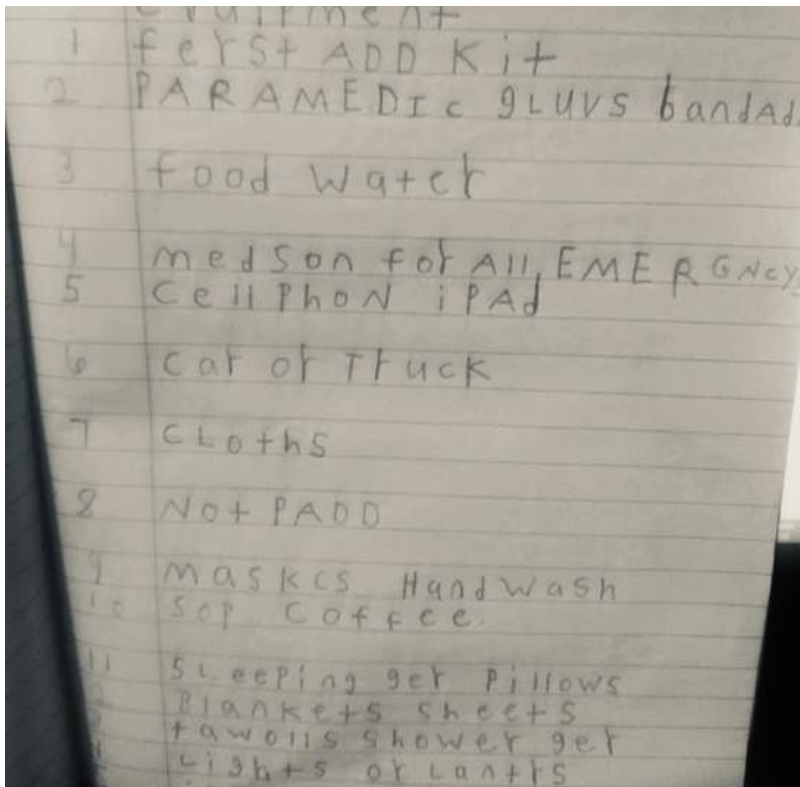 1 ferst ADD Kit
2 PARAMEDIc gLUVS bandAd
3 food water
4 medson for All, EMERGNcy
5 cellPhoN iPAd
6 car or Truck
7 cLoths
8 Not PADD
9 maskcs Handwash
10 sop coffee.
11 sLeePing ger Pillows
Blankets sheets
tawolls shower ger
Lights or Lantrs